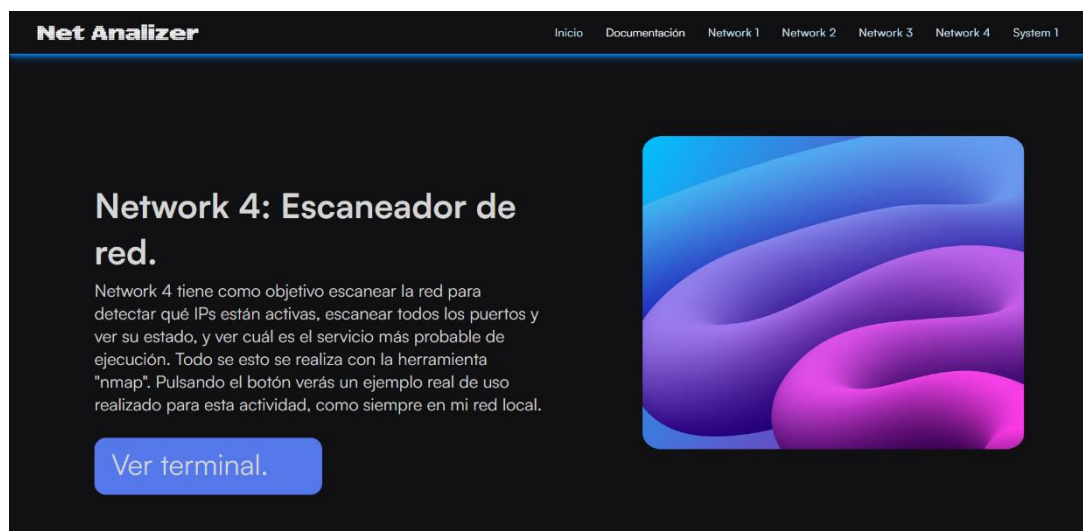 Net Analizer
Inicio Documentación Network 1 Network 2 Network 3 Network 4 System 1
Network 4: Escaneador de
red.
Network 4 tiene como objetivo escanear la red para
detectar qué IPs están activas, escanear todos los puertos y
ver su estado, y ver cuál es el servicio más probable de
ejecución. Todo se esto se realiza con la herramienta
"nmap". Pulsando el botón verás un ejemplo real de uso
realizado para esta actividad, como siempre en mi red local.
Ver terminal.